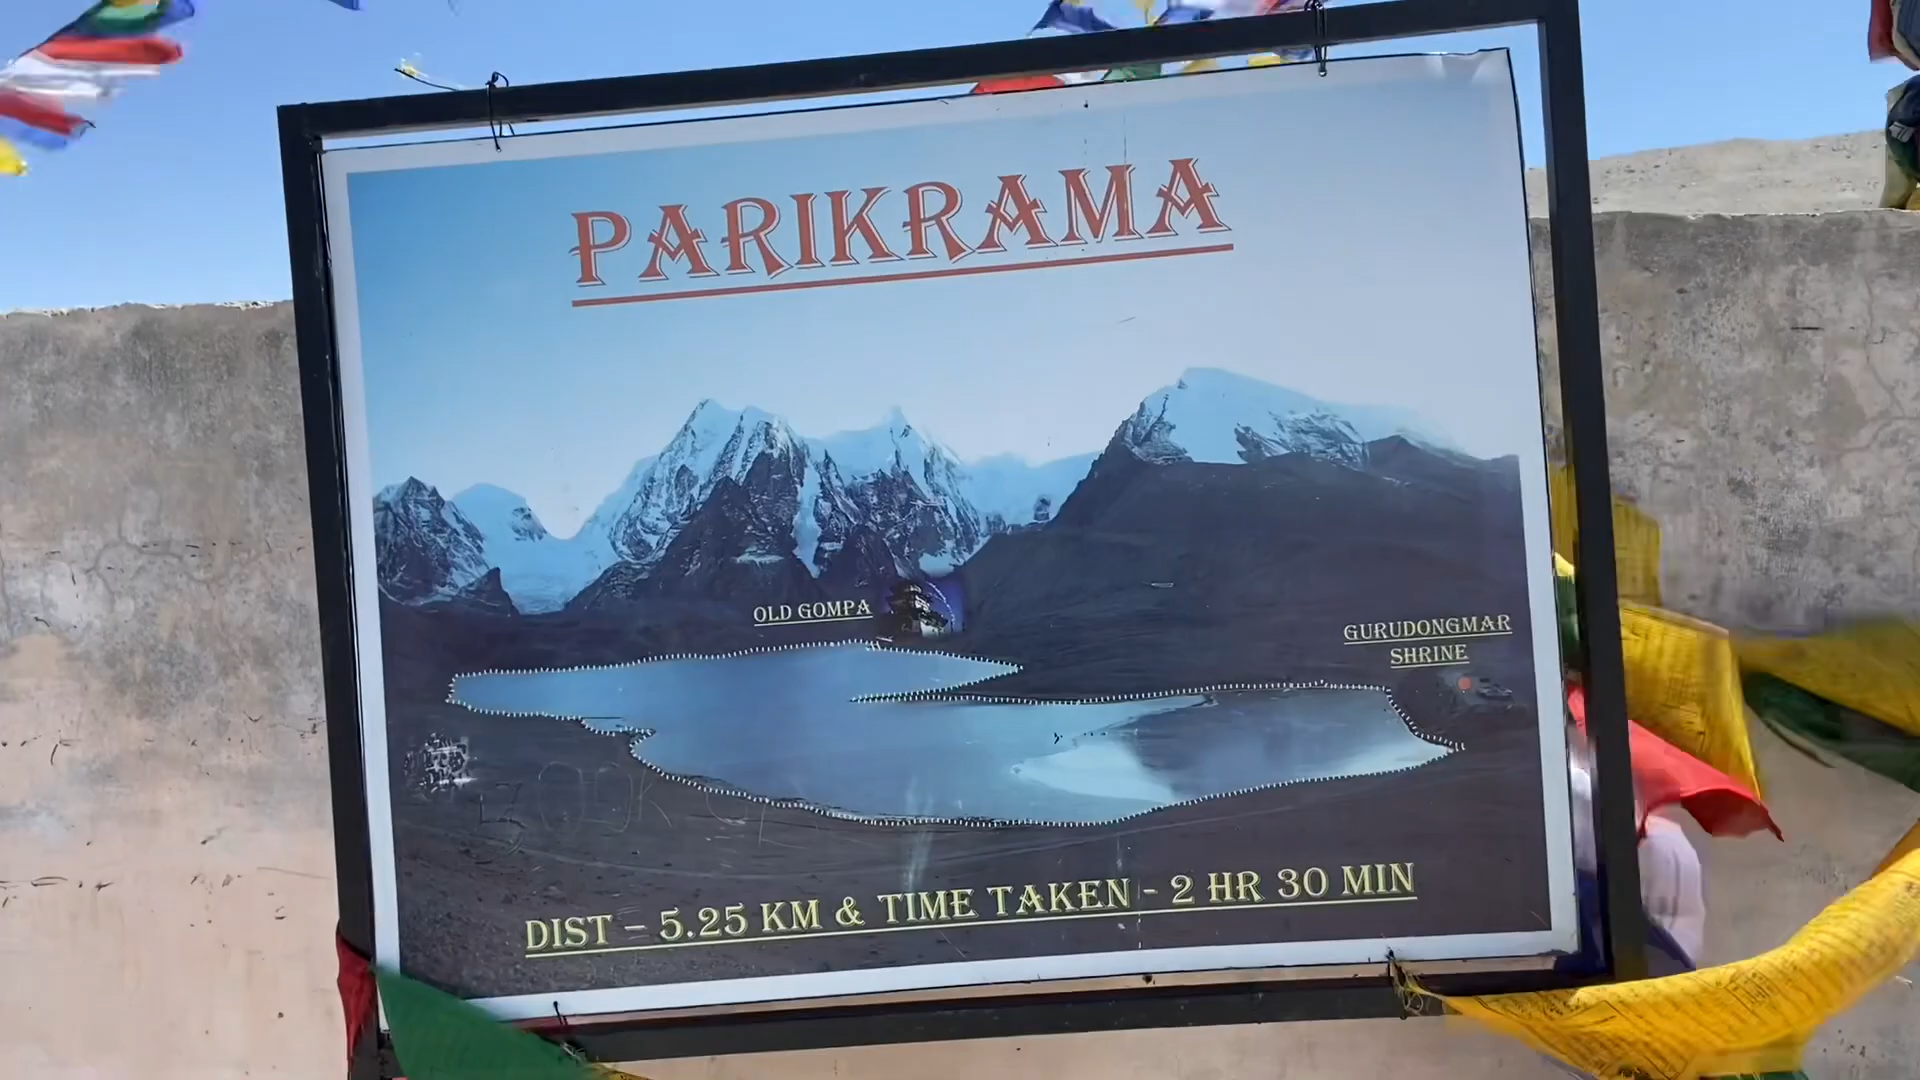 PARIKRAMA
OLD GOMPA
GURUDONGMAR
SHRINE
DIST – 5.25 KM & TIME TAKEN - 2 HR 30 MIN